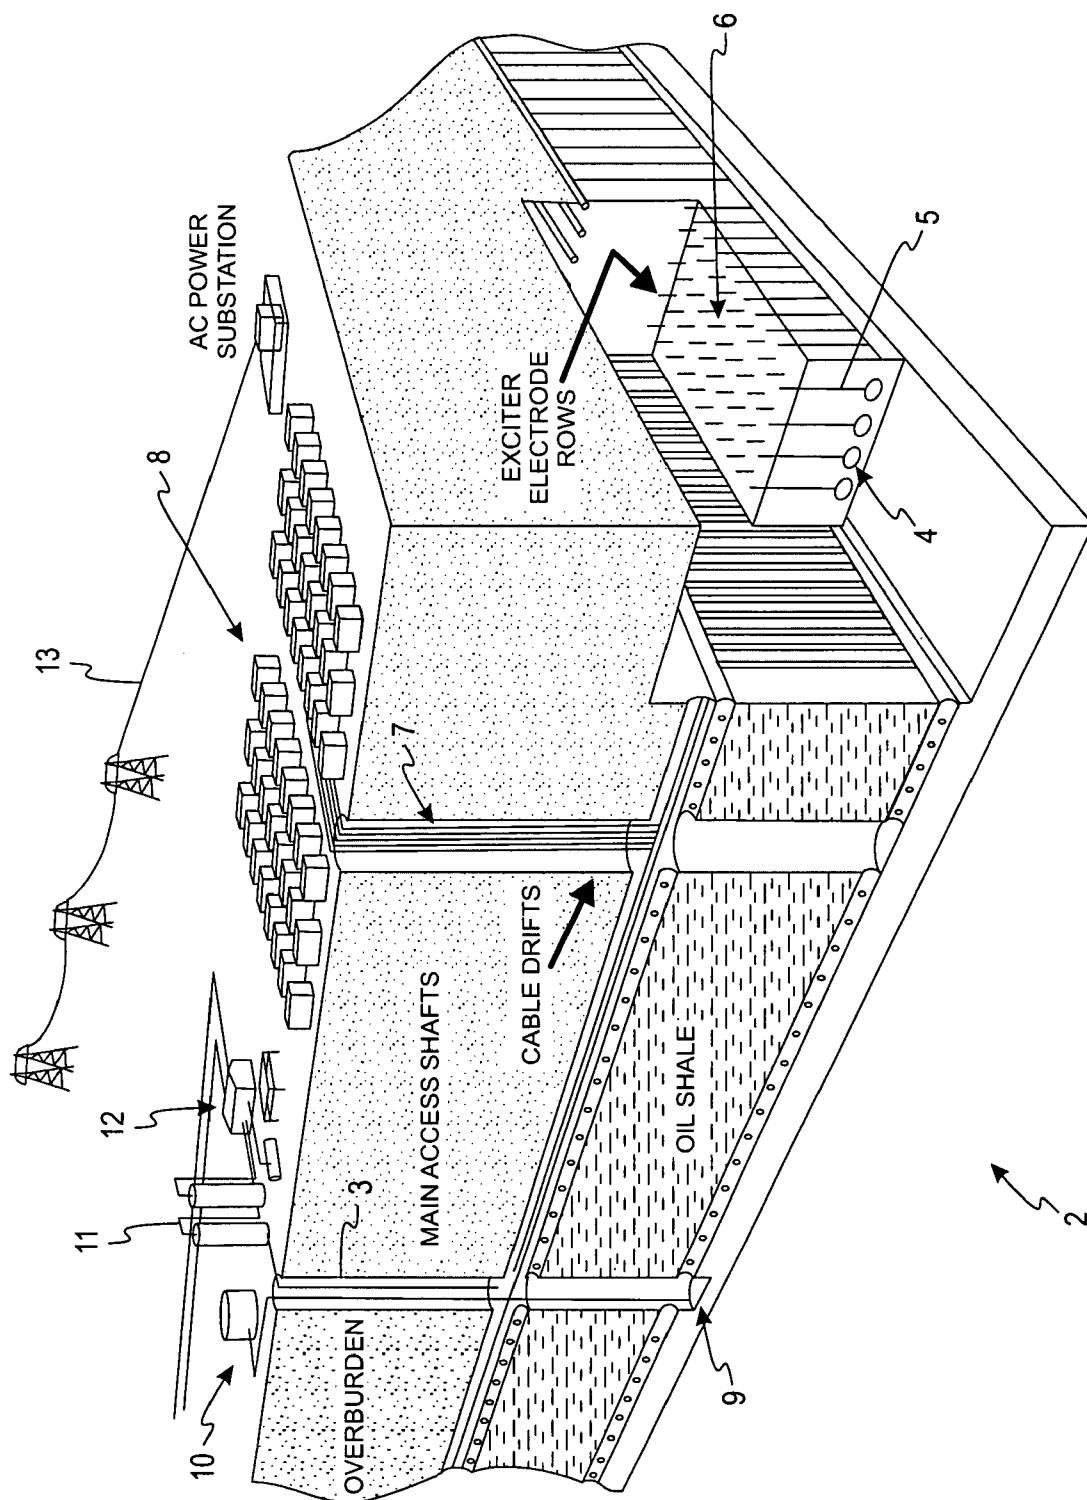 AC POWER
SUBSTATION
13
8
12
11
10
7
3
6
5
4
EXCITER
ELECTRODE
ROWS
OVERBURDEN
MAIN ACCESS SHAFTS
CABLE DRIFTS
OIL SHALE
9
2